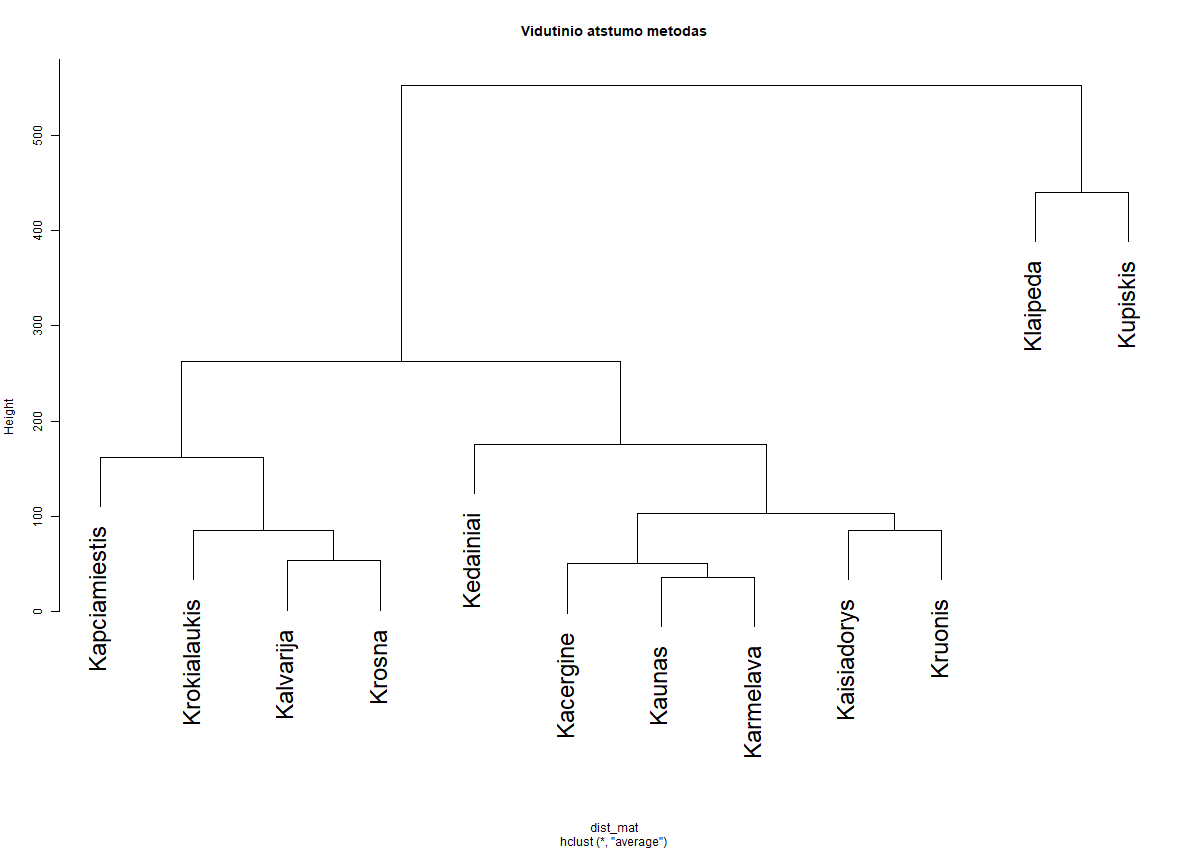 Vidutinio atstumo metodas
Height
500
400
300
200
100
0
Klaipeda
Kupiskis
Kapciamiestis
Krokialaukis
Kalvarija
Krosna
Kedainiai
Kacergine
Kaunas
Karmelava
Kaisiadorys
Kruonis
dist_mat
hclust (*, "average")